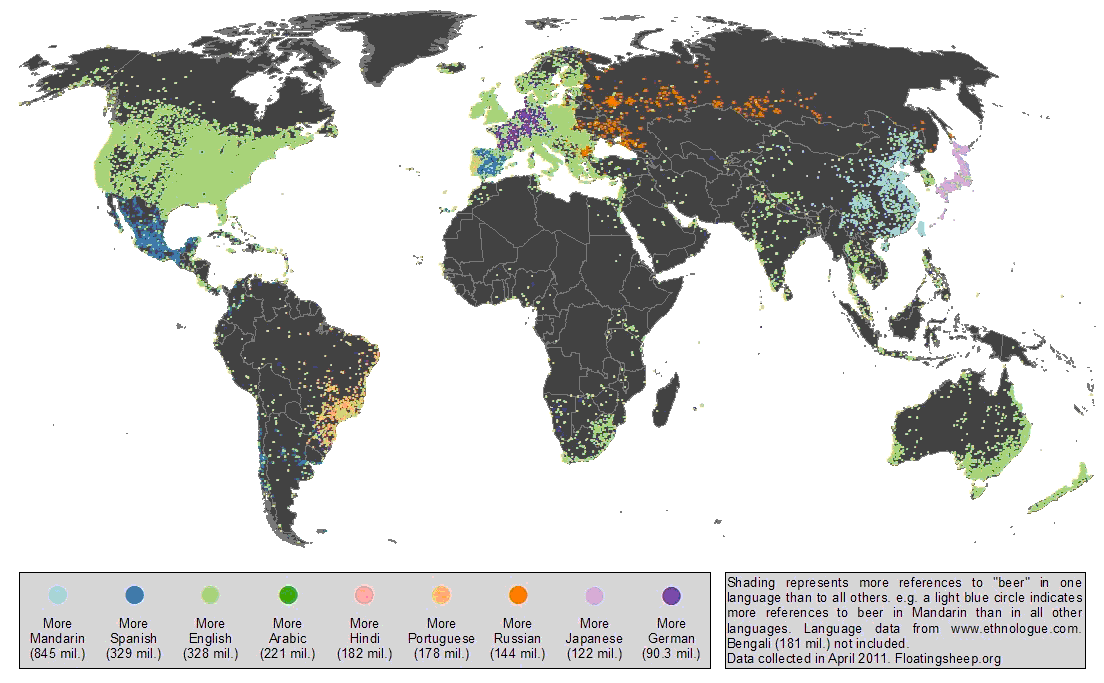 More
Mandarin
(845 mil.)
More
Spanish
(329 mil.)
More
English
(328 mil.)
More
Arabic
(221 mil.)
More
Hindi
(182 mil.)
More
Portuguese
(178 mil.)
More
Russian
(144 mil.)
More
Japanese
(122 mil.)
More
German
(90.3 mil.)
Shading represents more references to "beer" in one
language than to all others. e.g. a light blue circle indicates
more references to beer in Mandarin than in all other
languages. Language data from www.ethnologue.com.
Bengali (181 mil.) not included.
Data collected in April 2011. Floatingsheep.org